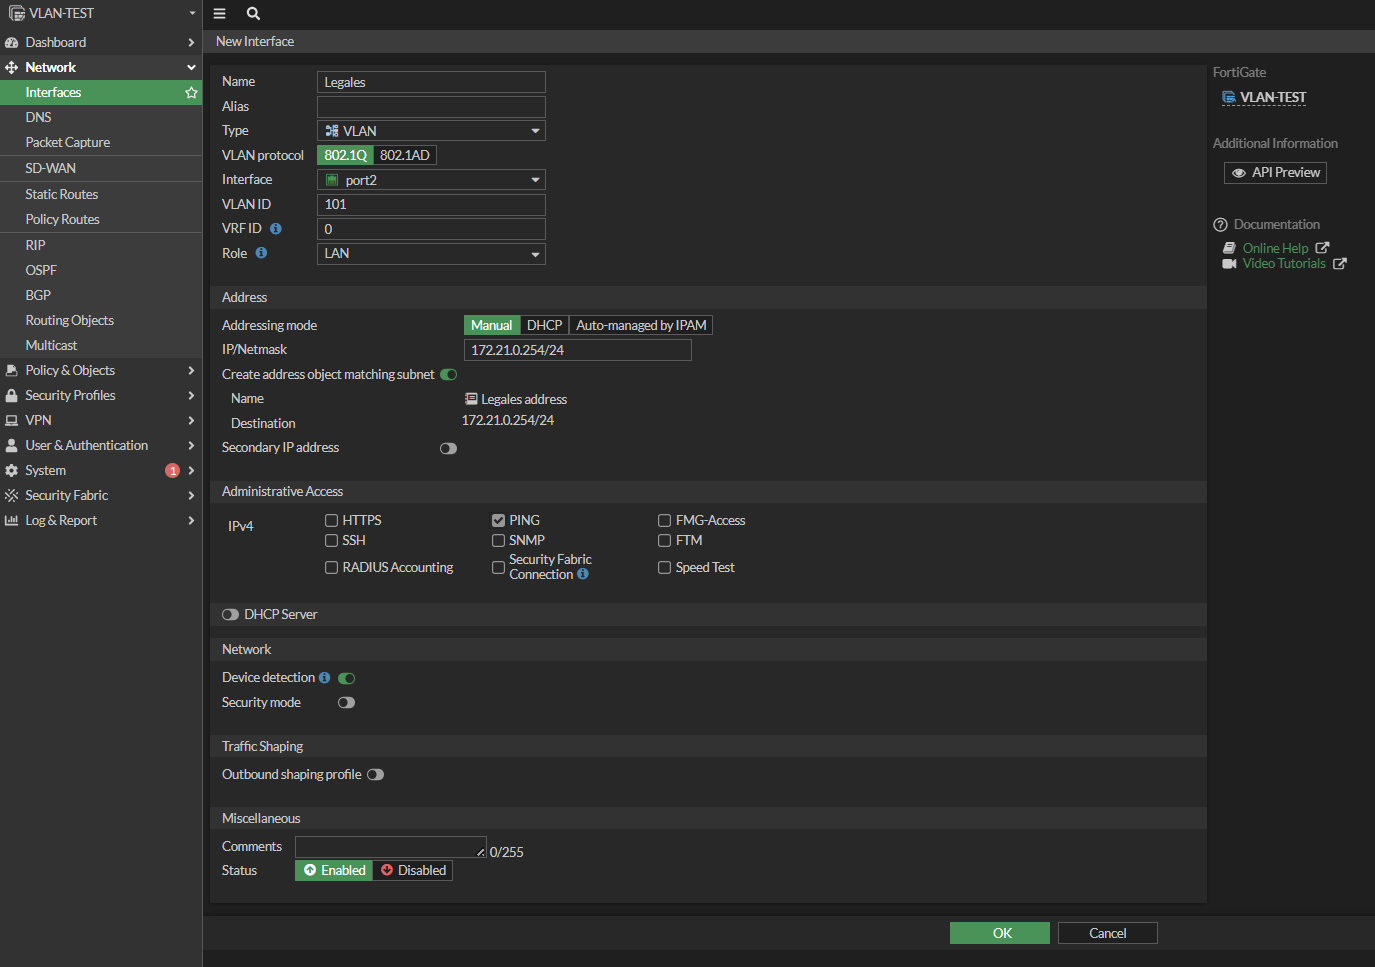 VLAN-TEST
Dashboard
Network
Interfaces
DNS
Packet Capture
SD-WAN
Static Routes
Policy Routes
RIP
OSPF
BGP
Routing Objects
Multicast
Policy & Objects
Security Profiles
VPN
User & Authentication
System 1
Security Fabric
Log & Report
New Interface
Name Legales
Alias
Type VLAN
VLAN protocol 802.1Q 802.1AD
Interface port2
VLAN ID 101
VRF ID 0
Role LAN
Address
Addressing mode Manual DHCP Auto-managed by IPAM
IP/Netmask 172.21.0.254/24
Create address object matching subnet
Name Legales address
Destination 172.21.0.254/24
Secondary IP address
Administrative Access
IPv4
HTTPS PING FMG-Access
SSH SNMP FTM
RADIUS Accounting Security Fabric Connection Speed Test
DHCP Server
Network
Device detection
Security mode
Traffic Shaping
Outbound shaping profile
Miscellaneous
Comments 0/255
Status Enabled Disabled
OK Cancel
FortiGate
VLAN-TEST
Additional Information
API Preview
Documentation
Online Help
Video Tutorials